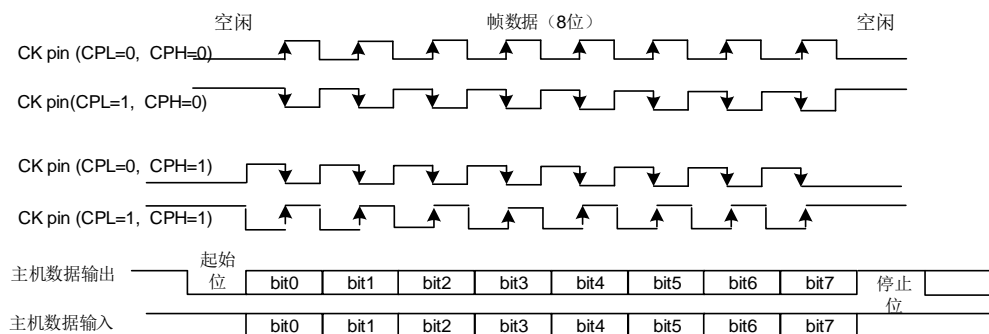 空闲 帧数据（8位） 空闲
CK pin (CPL=0, CPH=0)
CK pin(CPL=1, CPH=0)
CK pin (CPL=0, CPH=1)
CK pin (CPL=1, CPH=1)
主机数据输出 起始位 bit0 bit1 bit2 bit3 bit4 bit5 bit6 bit7 停止位
主机数据输入 bit0 bit1 bit2 bit3 bit4 bit5 bit6 bit7